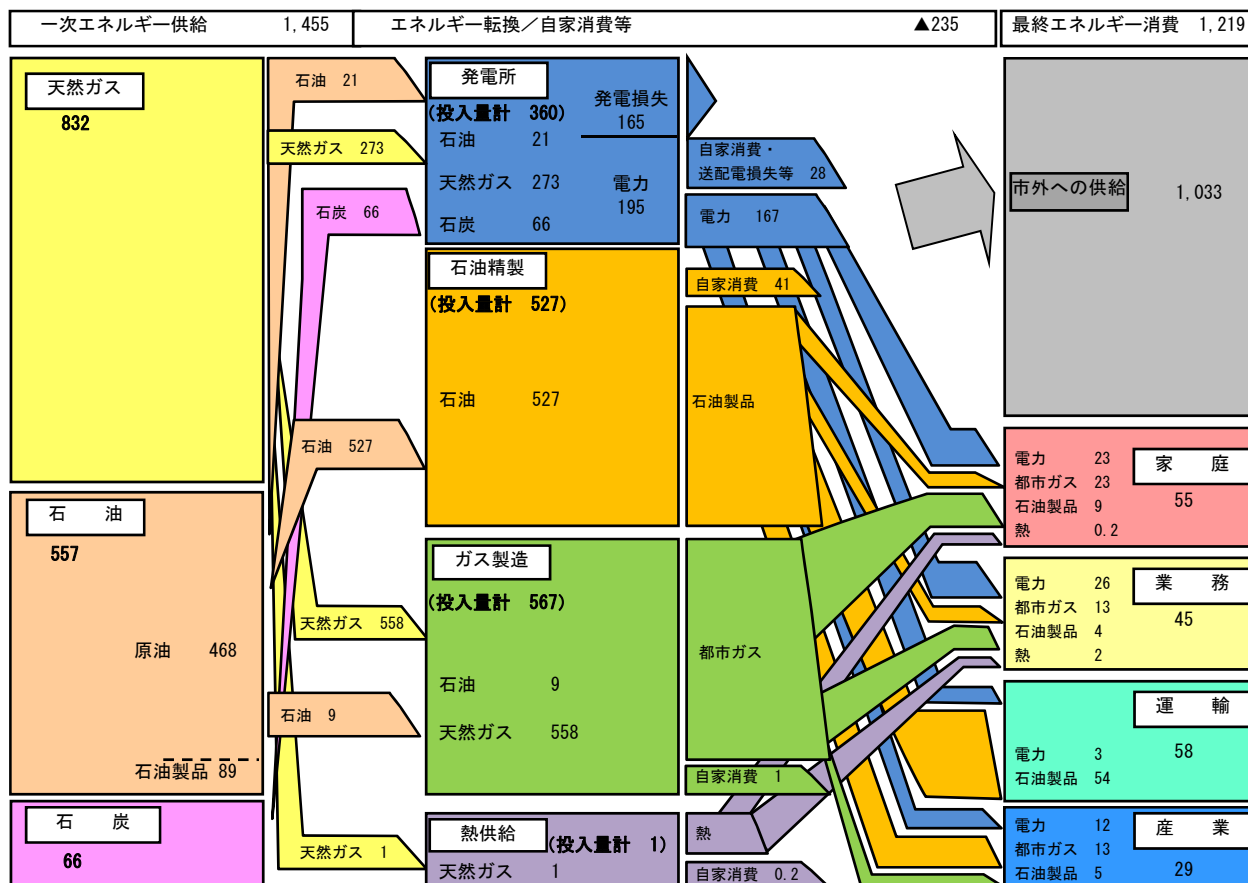 一次エネルギー供給 1,455
エネルギー転換／自家消費等 ▲235
最終エネルギー消費 1,219
天然ガス
832
石 油
557
原油 468
石油製品 89
石 炭
66
石油 21
天然ガス 273
石炭 66
石油 527
天然ガス 558
石油 9
天然ガス 1
発電所
(投入量計 360)
石油 21
天然ガス 273
石炭 66
発電損失
165
電力
195
石油精製
(投入量計 527)
石油 527
ガス製造
(投入量計 567)
石油 9
天然ガス 558
熱供給 (投入量計 1)
天然ガス 1
自家消費・
送配電損失等 28
電力 167
自家消費 41
石油製品
都市ガス
自家消費 1
熱
自家消費 0.2
市外への供給 1,033
家 庭
電力 23
都市ガス 23
石油製品 9
熱 0.2
55
業 務
電力 26
都市ガス 13
石油製品 4
熱 2
45
運 輸
電力 3
石油製品 54
58
産 業
電力 12
都市ガス 13
石油製品 5
29